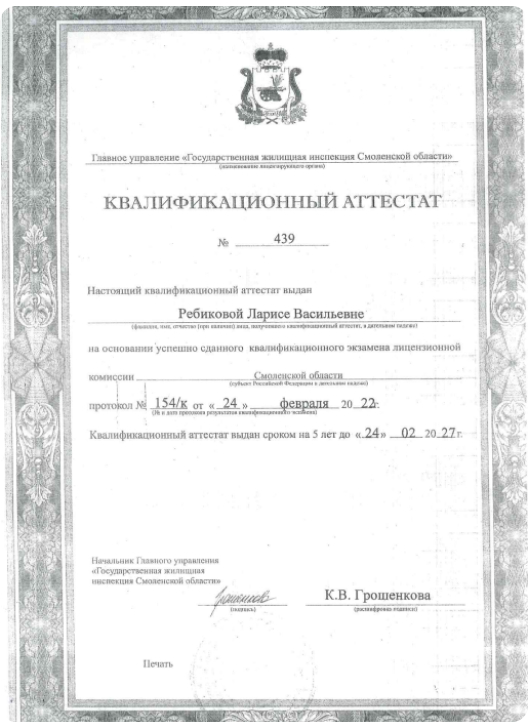 Главное управление «Государственная жилищная инспекция Смоленской области»
(наименование лицензирующего органа)
КВАЛИФИКАЦИОННЫЙ АТТЕСТАТ
№ 439
Настоящий квалификационный аттестат выдан
Ребиковой Ларисе Васильевне
(фамилия, имя, отчество (при наличии) лица, получившего квалификационный аттестат, в дательном падеже)
на основании успешно сданного квалификационного экзамена лицензионной
комиссии Смоленской области
(субъект Российской Федерации в родительном падеже)
протокол № 154/к от « 24 » февраля 20 22г.
(№ и дата протокола результатов квалификационного экзамена)
Квалификационный аттестат выдан сроком на 5 лет до « 24» 02 20 27г.
Начальник Главного управления
«Государственная жилищная
инспекция Смоленской области»
К.В. Грошенкова
(подпись) (расшифровка подписи)
Печать